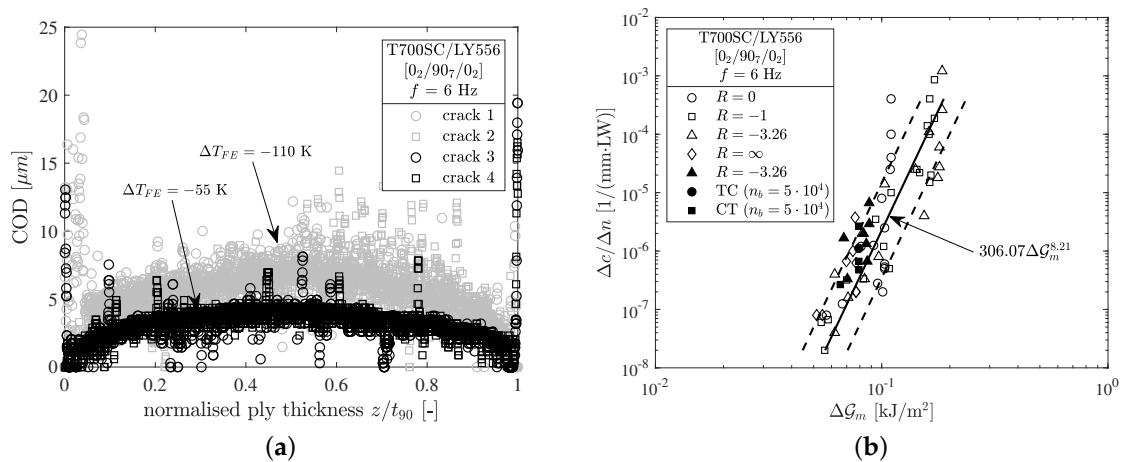 COD [μm]
25
20
15
10
5
0
0
0.2
0.4
0.6
0.8
1
normalised ply thickness z/t₉₀ [-]
T700SC/LY556
[0₂/90₇/0₂]
f = 6 Hz
crack 1
crack 2
crack 3
crack 4
ΔT_FE = −110 K
ΔT_FE = −55 K
(a)
Δc/Δn [1/(mm·LW)]
10⁻²
10⁻³
10⁻⁴
10⁻⁵
10⁻⁶
10⁻⁷
10⁻⁸
10⁻²
10⁻¹
10⁰
Δ𝒢ₘ [kJ/m²]
T700SC/LY556
[0₂/90₇/0₂]
f = 6 Hz
R = 0
R = −1
R = −3.26
R = ∞
R = −3.26
TC (n_b = 5 · 10⁴)
CT (n_b = 5 · 10⁴)
306.07Δ𝒢ₘ⁸·²¹
(b)